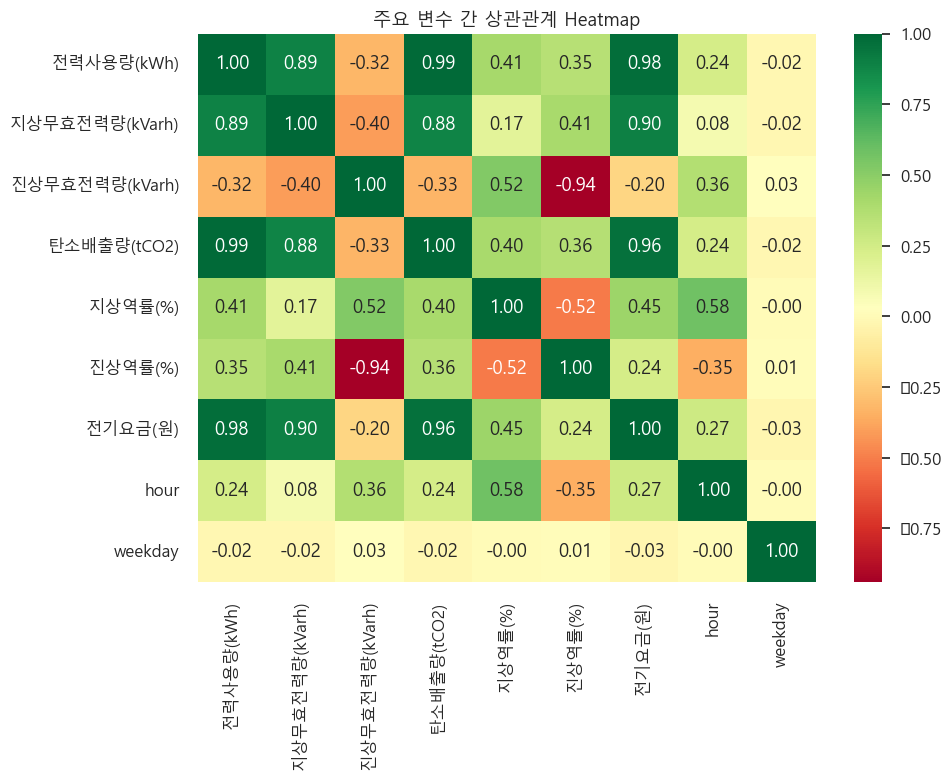 주요 변수 간 상관관계 Heatmap
전력사용량(kWh) 1.00 0.89 -0.32 0.99 0.41 0.35 0.98 0.24 -0.02
지상무효전력량(kVarh) 0.89 1.00 -0.40 0.88 0.17 0.41 0.90 0.08 -0.02
진상무효전력량(kVarh) -0.32 -0.40 1.00 -0.33 0.52 -0.94 -0.20 0.36 0.03
탄소배출량(tCO2) 0.99 0.88 -0.33 1.00 0.40 0.36 0.96 0.24 -0.02
지상역률(%) 0.41 0.17 0.52 0.40 1.00 -0.52 0.45 0.58 -0.00
진상역률(%) 0.35 0.41 -0.94 0.36 -0.52 1.00 0.24 -0.35 0.01
전기요금(원) 0.98 0.90 -0.20 0.96 0.45 0.24 1.00 0.27 -0.03
hour 0.24 0.08 0.36 0.24 0.58 -0.35 0.27 1.00 -0.00
weekday -0.02 -0.02 0.03 -0.02 -0.00 0.01 -0.03 -0.00 1.00
전력사용량(kWh)
지상무효전력량(kVarh)
진상무효전력량(kVarh)
탄소배출량(tCO2)
지상역률(%)
진상역률(%)
전기요금(원)
hour
weekday
1.00
0.75
0.50
0.25
0.00
▯0.25
▯0.50
▯0.75